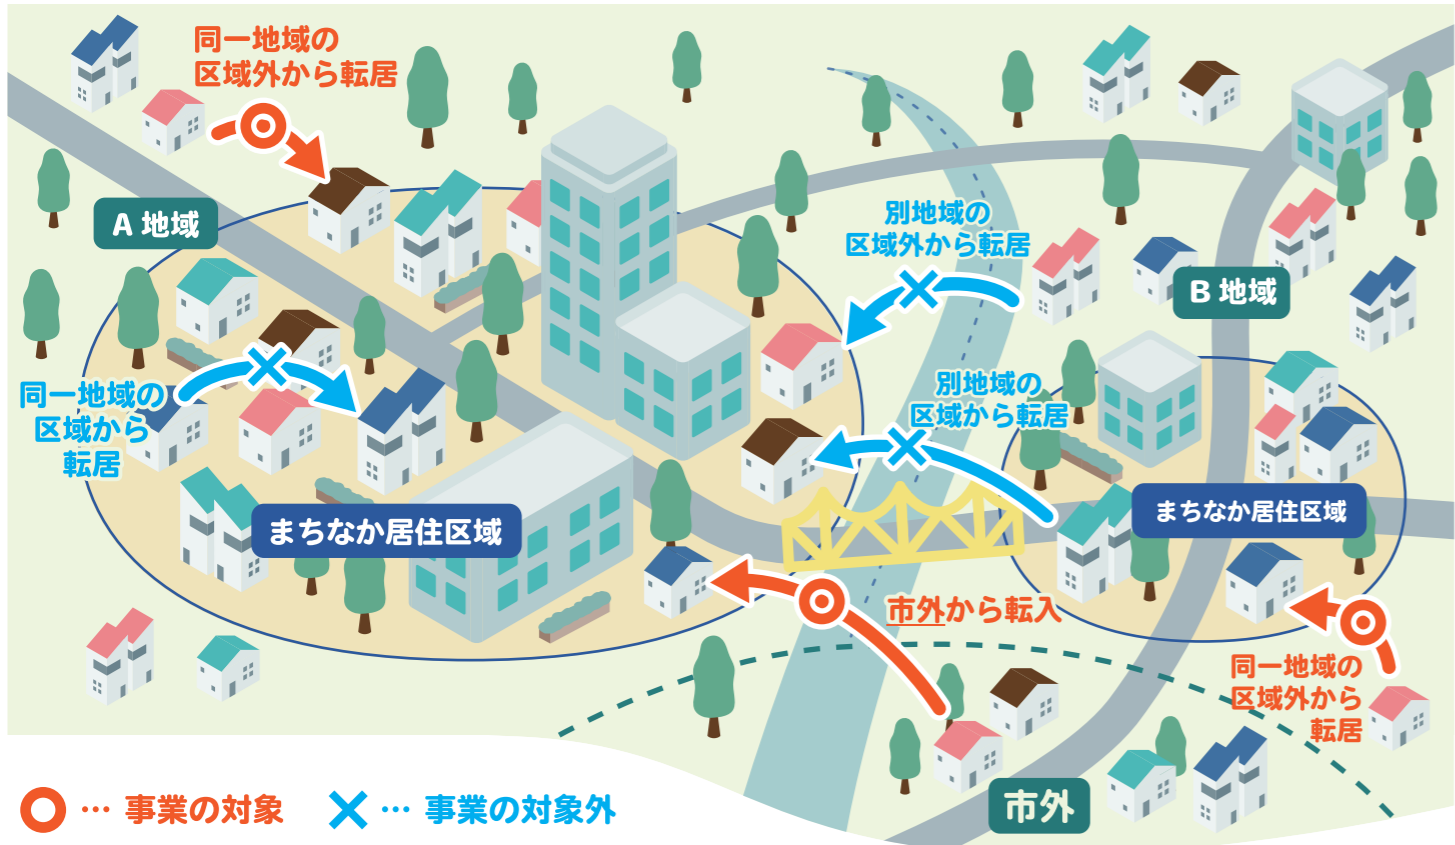 同一地域の
区域外から転居
A 地域
別地域の
区域外から転居
B 地域
同一地域の
区域から
転居
別地域の
区域から転居
まちなか居住区域
まちなか居住区域
市外から転入
同一地域の
区域外から
転居
市外
… 事業の対象
… 事業の対象外